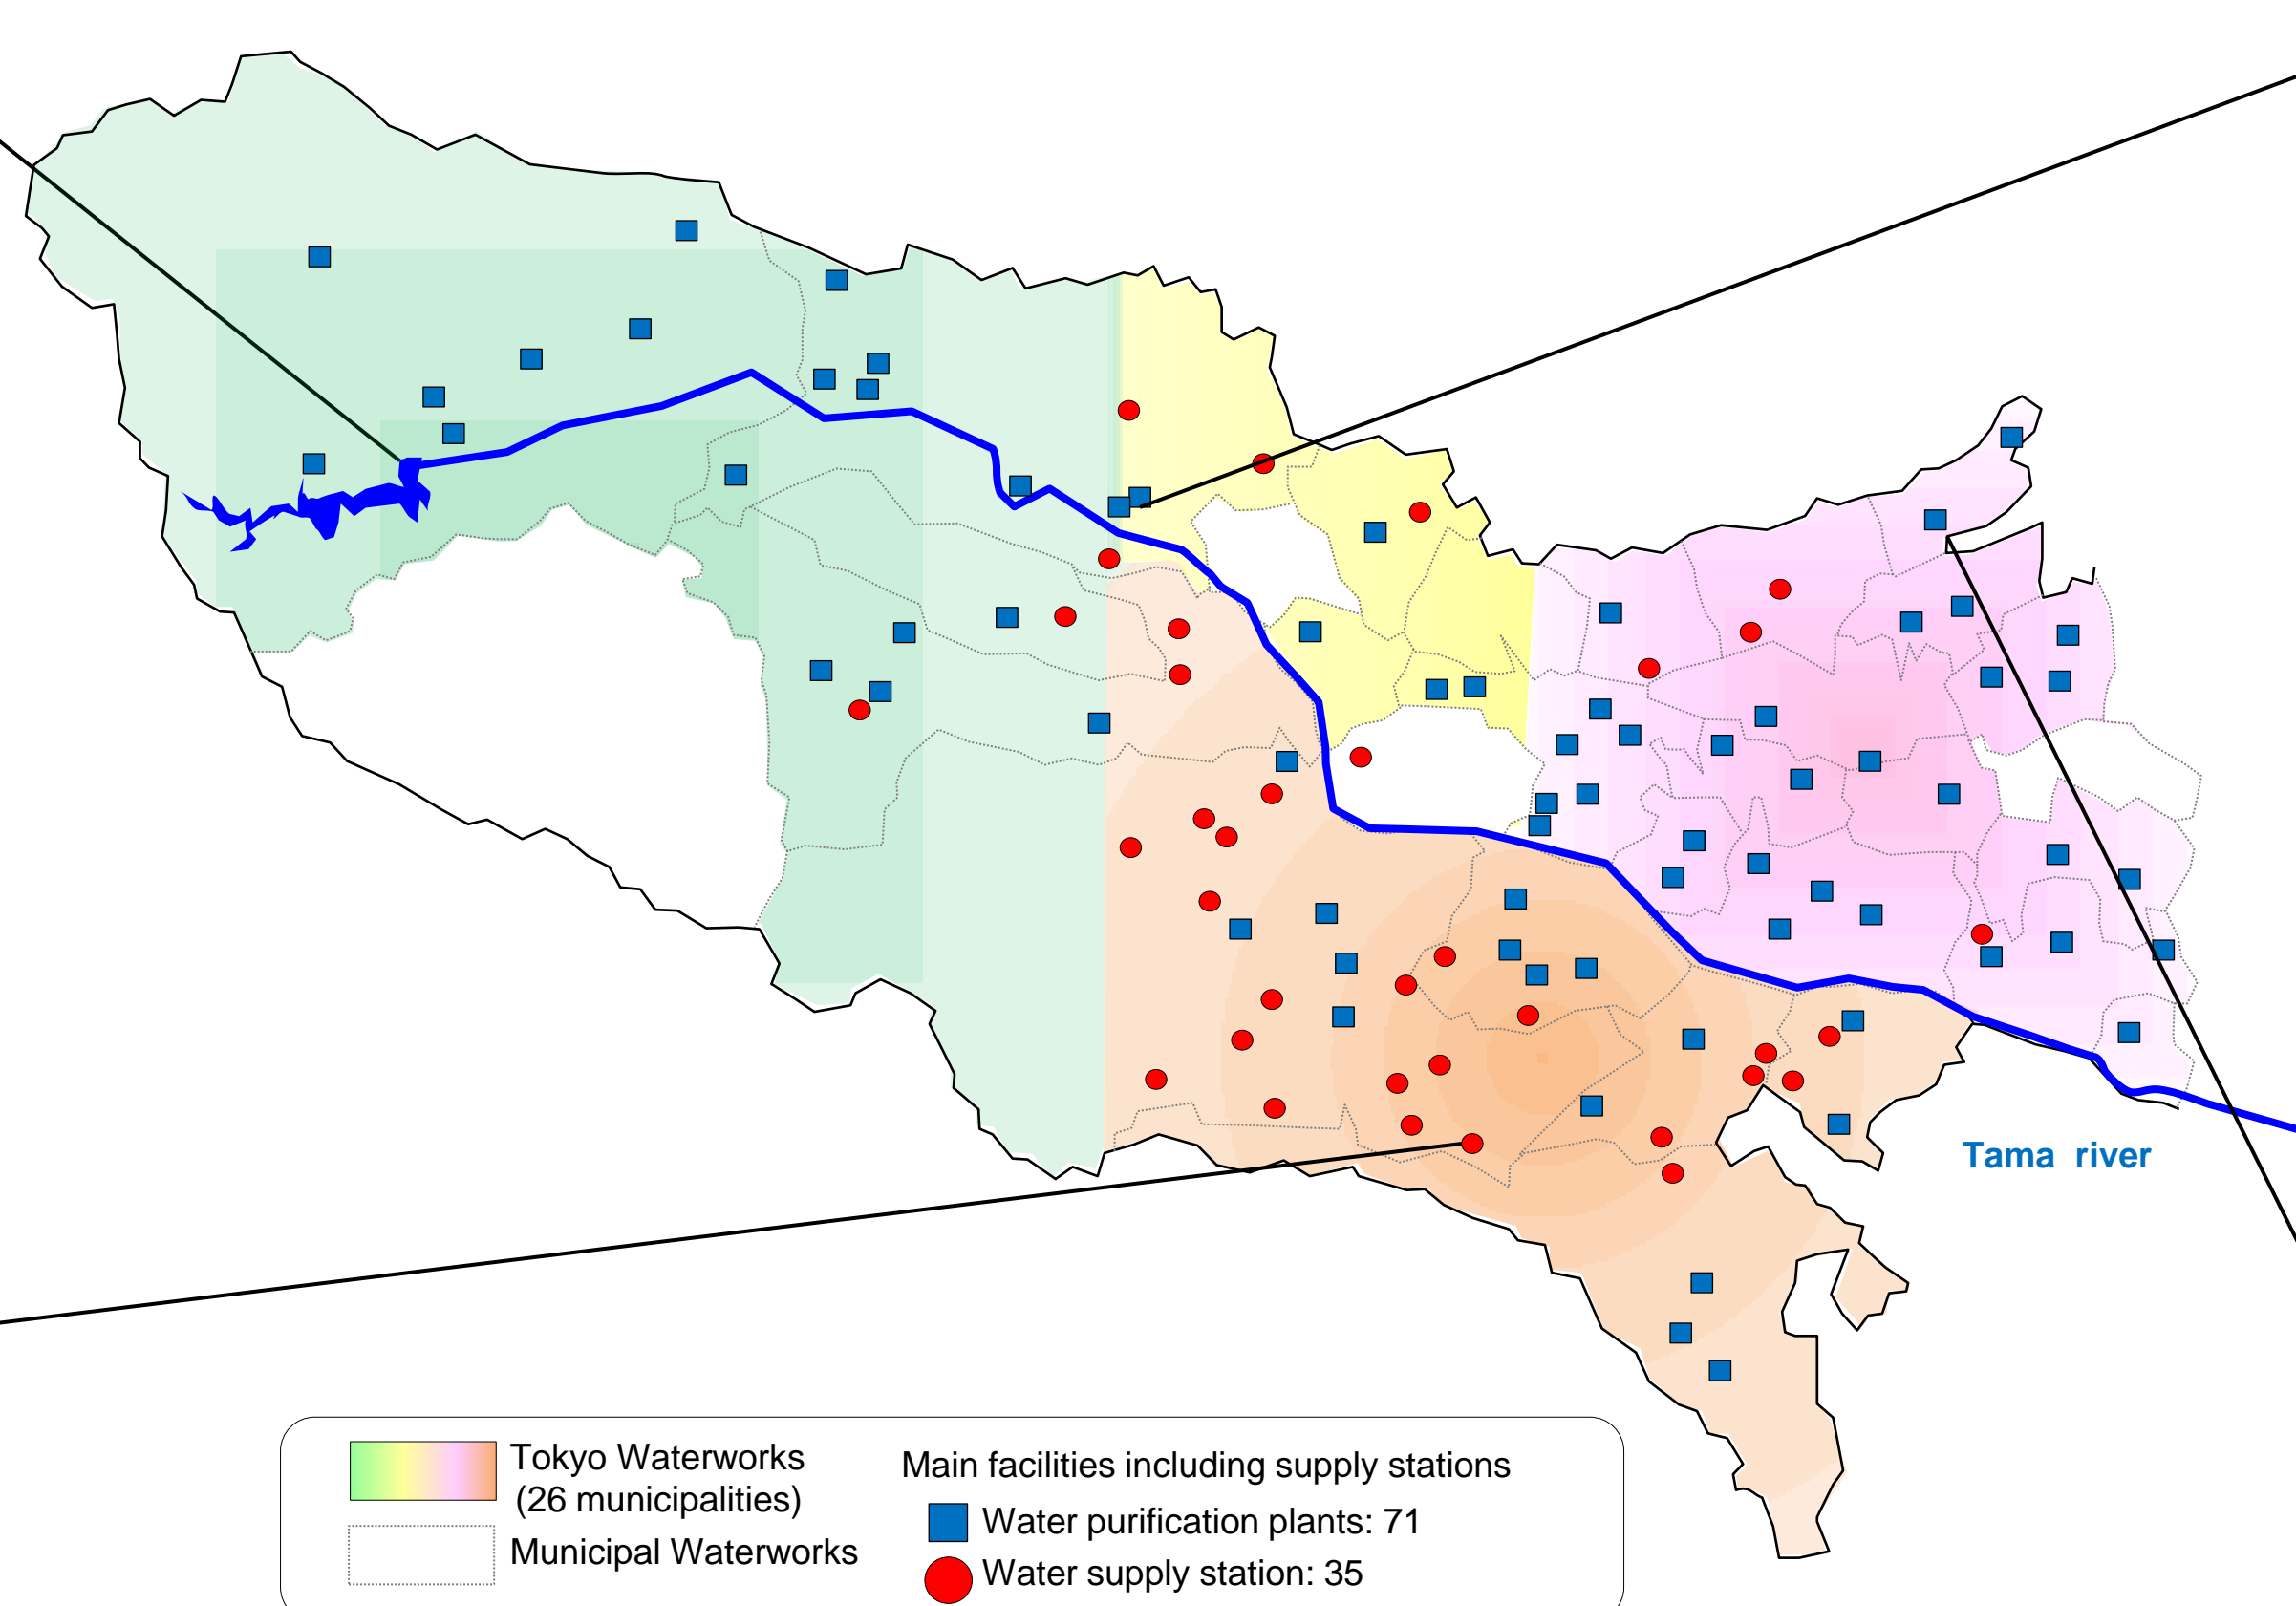 Tama river
Tokyo Waterworks
(26 municipalities)
Municipal Waterworks
Main facilities including supply stations
Water purification plants: 71
Water supply station: 35